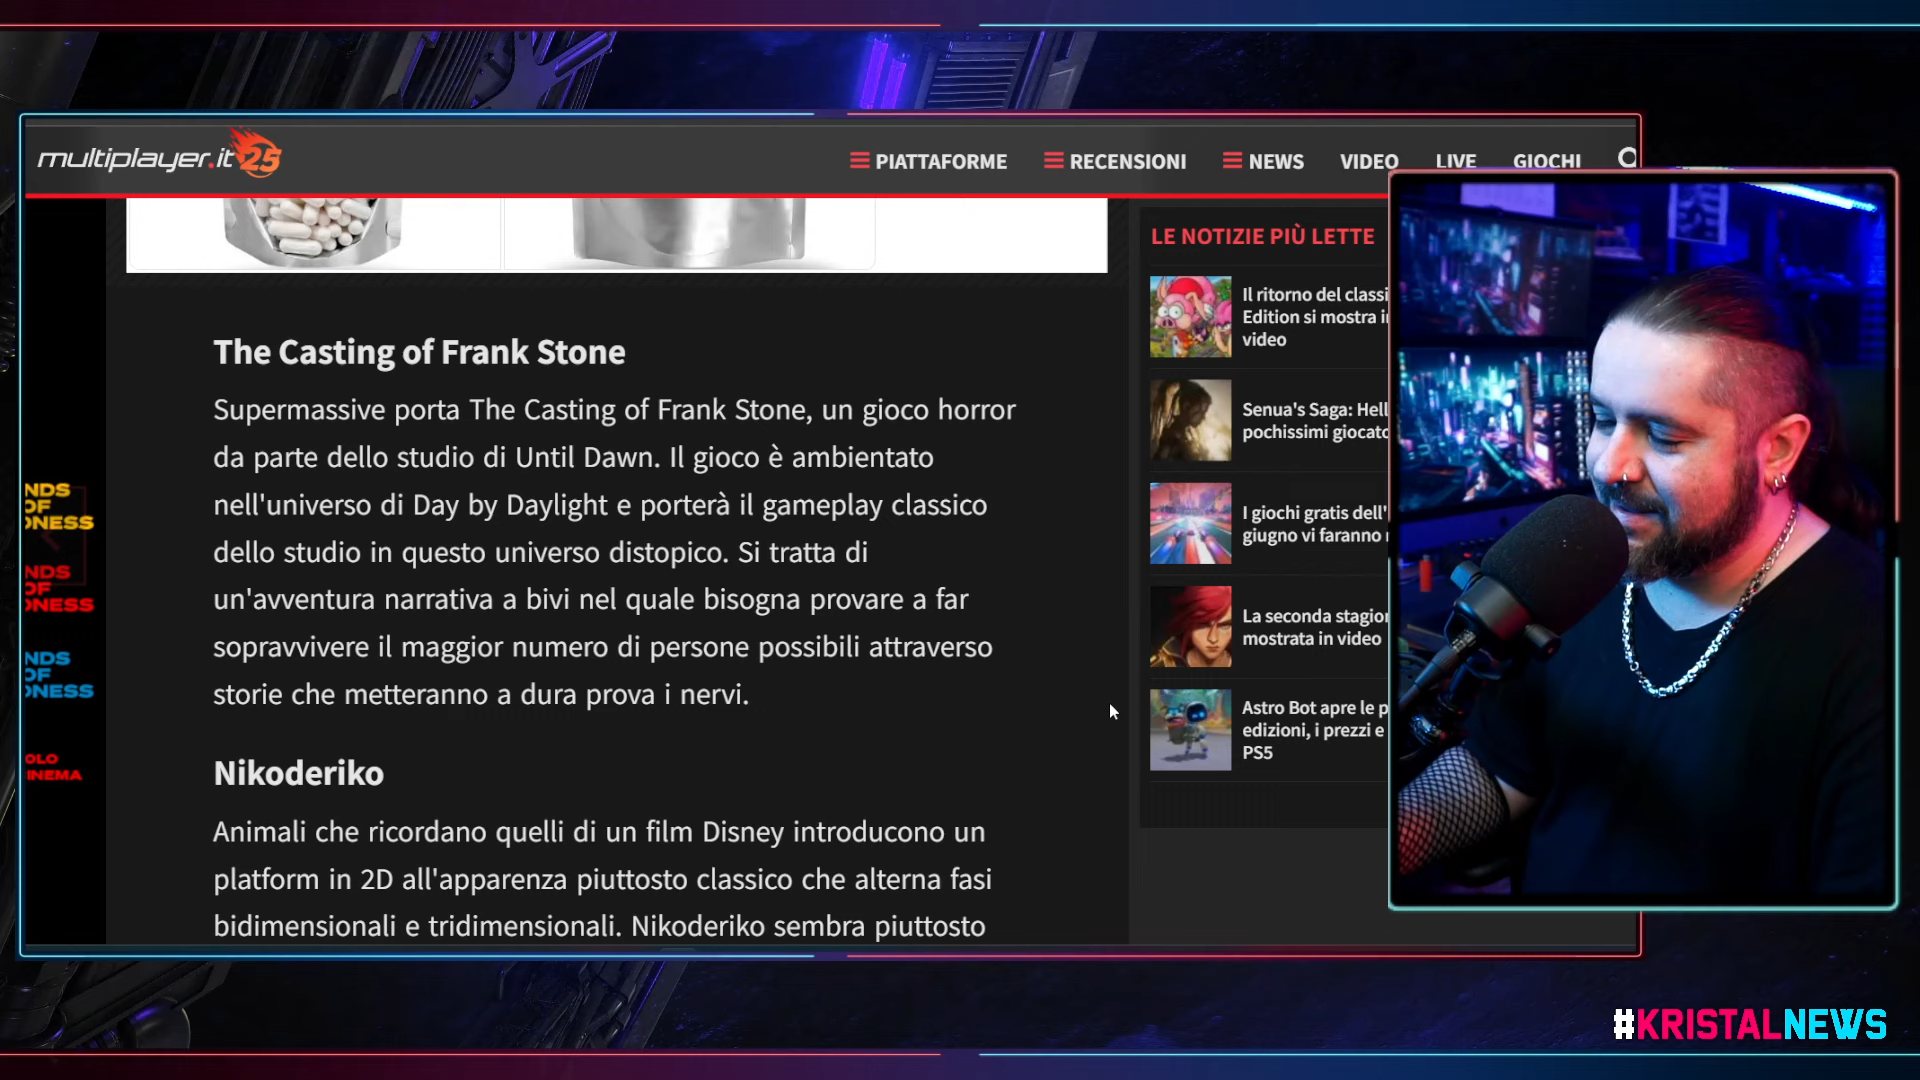 multiplayer.it 25
PIATTAFORME
RECENSIONI
NEWS
VIDEO
LIVE
GIOCHI
The Casting of Frank Stone
Supermassive porta The Casting of Frank Stone, un gioco horror
da parte dello studio di Until Dawn. Il gioco è ambientato
nell'universo di Day by Daylight e porterà il gameplay classico
dello studio in questo universo distopico. Si tratta di
un'avventura narrativa a bivi nel quale bisogna provare a far
sopravvivere il maggior numero di persone possibili attraverso
storie che metteranno a dura prova i nervi.
Nikoderiko
Animali che ricordano quelli di un film Disney introducono un
platform in 2D all'apparenza piuttosto classico che alterna fasi
bidimensionali e tridimensionali. Nikoderiko sembra piuttosto
LE NOTIZIE PIÙ LETTE
Il ritorno del classi
Edition si mostra i
video
Senua's Saga: Hell
pochissimi giocato
I giochi gratis dell'
giugno vi faranno
La seconda stagion
mostrata in video
Astro Bot apre le p
edizioni, i prezzi e
PS5
NDS
OF
DNESS
NDS
OF
DNESS
NDS
OF
DNESS
OLO
INEMA
#KRISTALNEWS